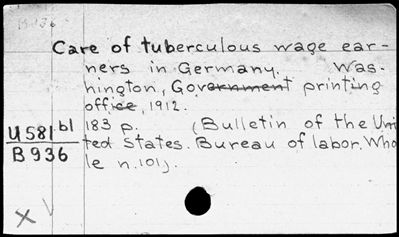 Care of tuberculous wage ear-
ners in Germany. Was-
hington, Government printing
office, 1912.
U581 bl 183 p. (Bulletin of the Uni
B936 ted States. Bureau of labor. Who
le n.101)
X V